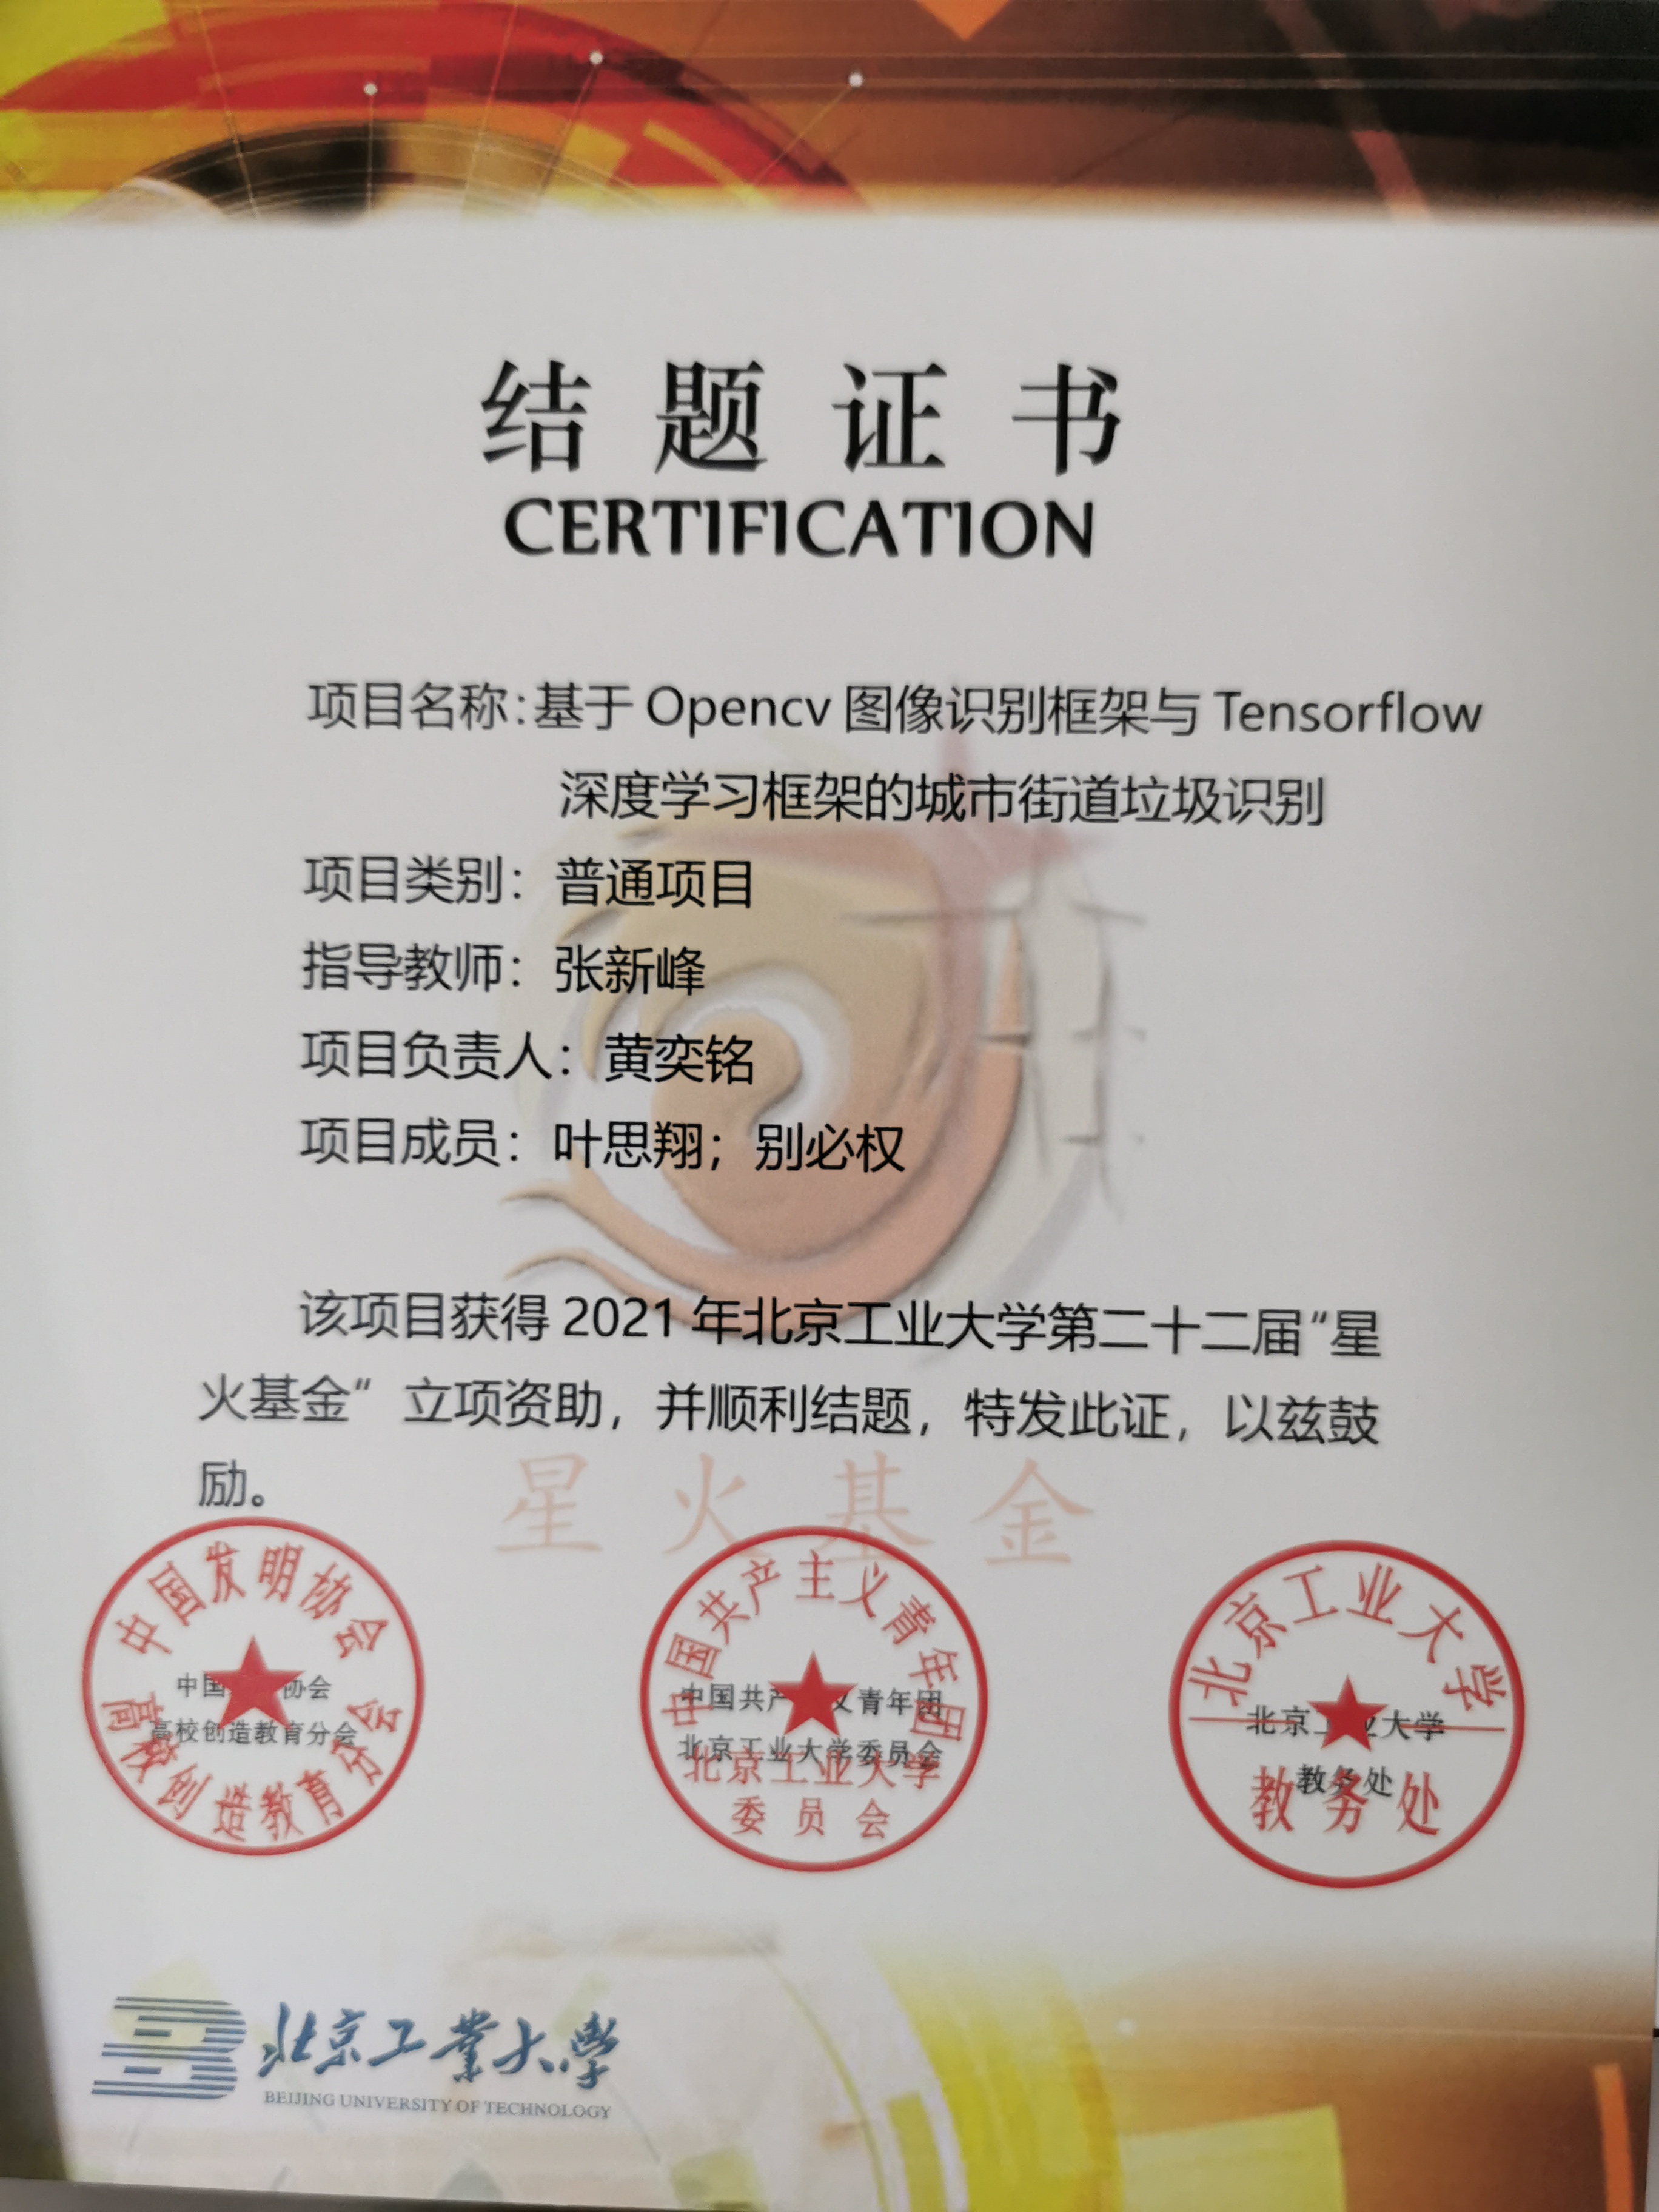 结题证书
CERTIFICATION
项目名称：基于 Opencv 图像识别框架与 Tensorflow
深度学习框架的城市街道垃圾识别
项目类别：普通项目
指导教师：张新峰
项目负责人：黄奕铭
项目成员：叶思翔；别必权
该项目获得 2021 年北京工业大学第二十二届“星
火基金”立项资助，并顺利结题，特发此证，以兹鼓
励。
星火基金
中国发明协会
中国 协会
高校创造教育分会
高校创造教育分会
中国共产主义青年团
中国共产 义青年团
北京工业大学委员会
北京工业大学
委员会
北京工业大学
北京工业大学
教务处
教务处
北京工業大學
BEIJING UNIVERSITY OF TECHNOLOGY